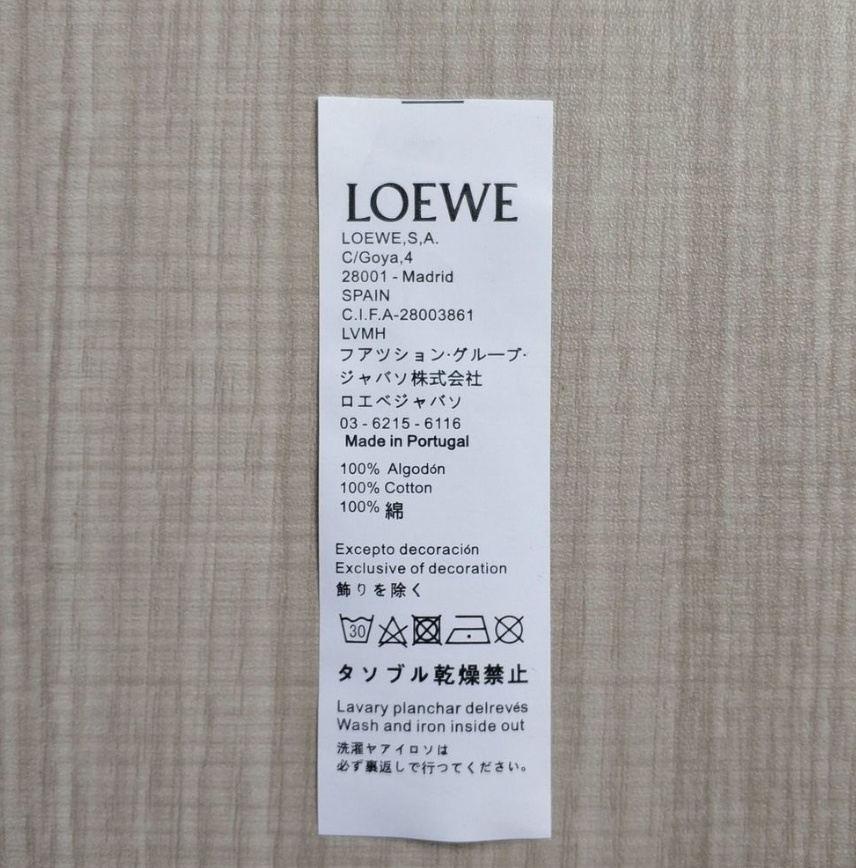 LOEWE
LOEWE,S,A.
C/Goya,4
28001 - Madrid
SPAIN
C.I.F.A-28003861
LVMH
フアツション·グループ·
ジャバソ株式会社
ロエベジャバソ
03 - 6215 - 6116
Made in Portugal
100% Algodón
100% Cotton
100% 綿
Excepto decoración
Exclusive of decoration
飾りを除く
30
タソブル乾燥禁止
Lavary planchar delrevés
Wash and iron inside out
洗濯ヤアイロソは
必ず裏返しで行つてください。